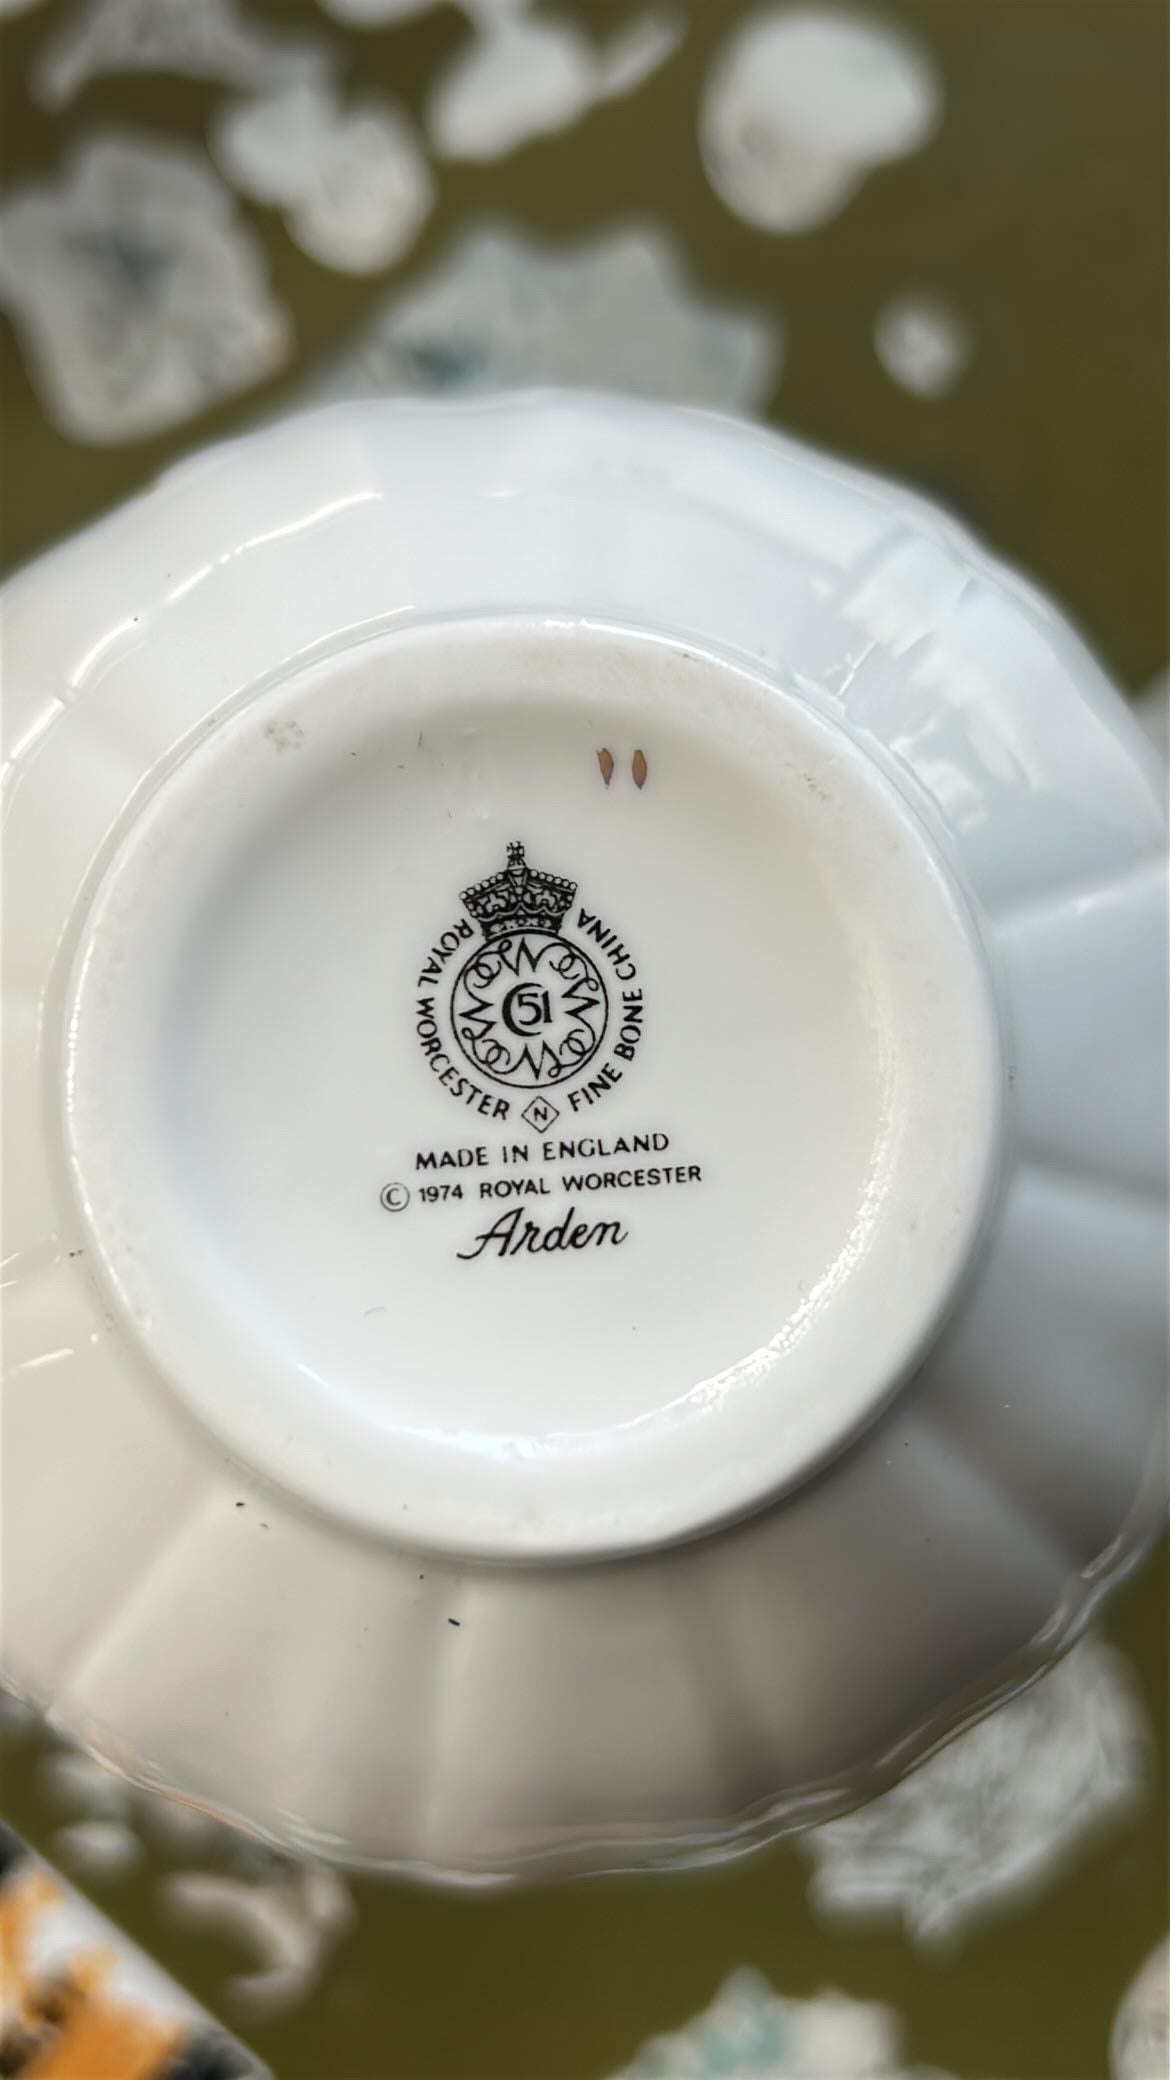 ROYAL WORCESTER N FINE BONE CHINA
51
MADE IN ENGLAND
© 1974 ROYAL WORCESTER
Arden